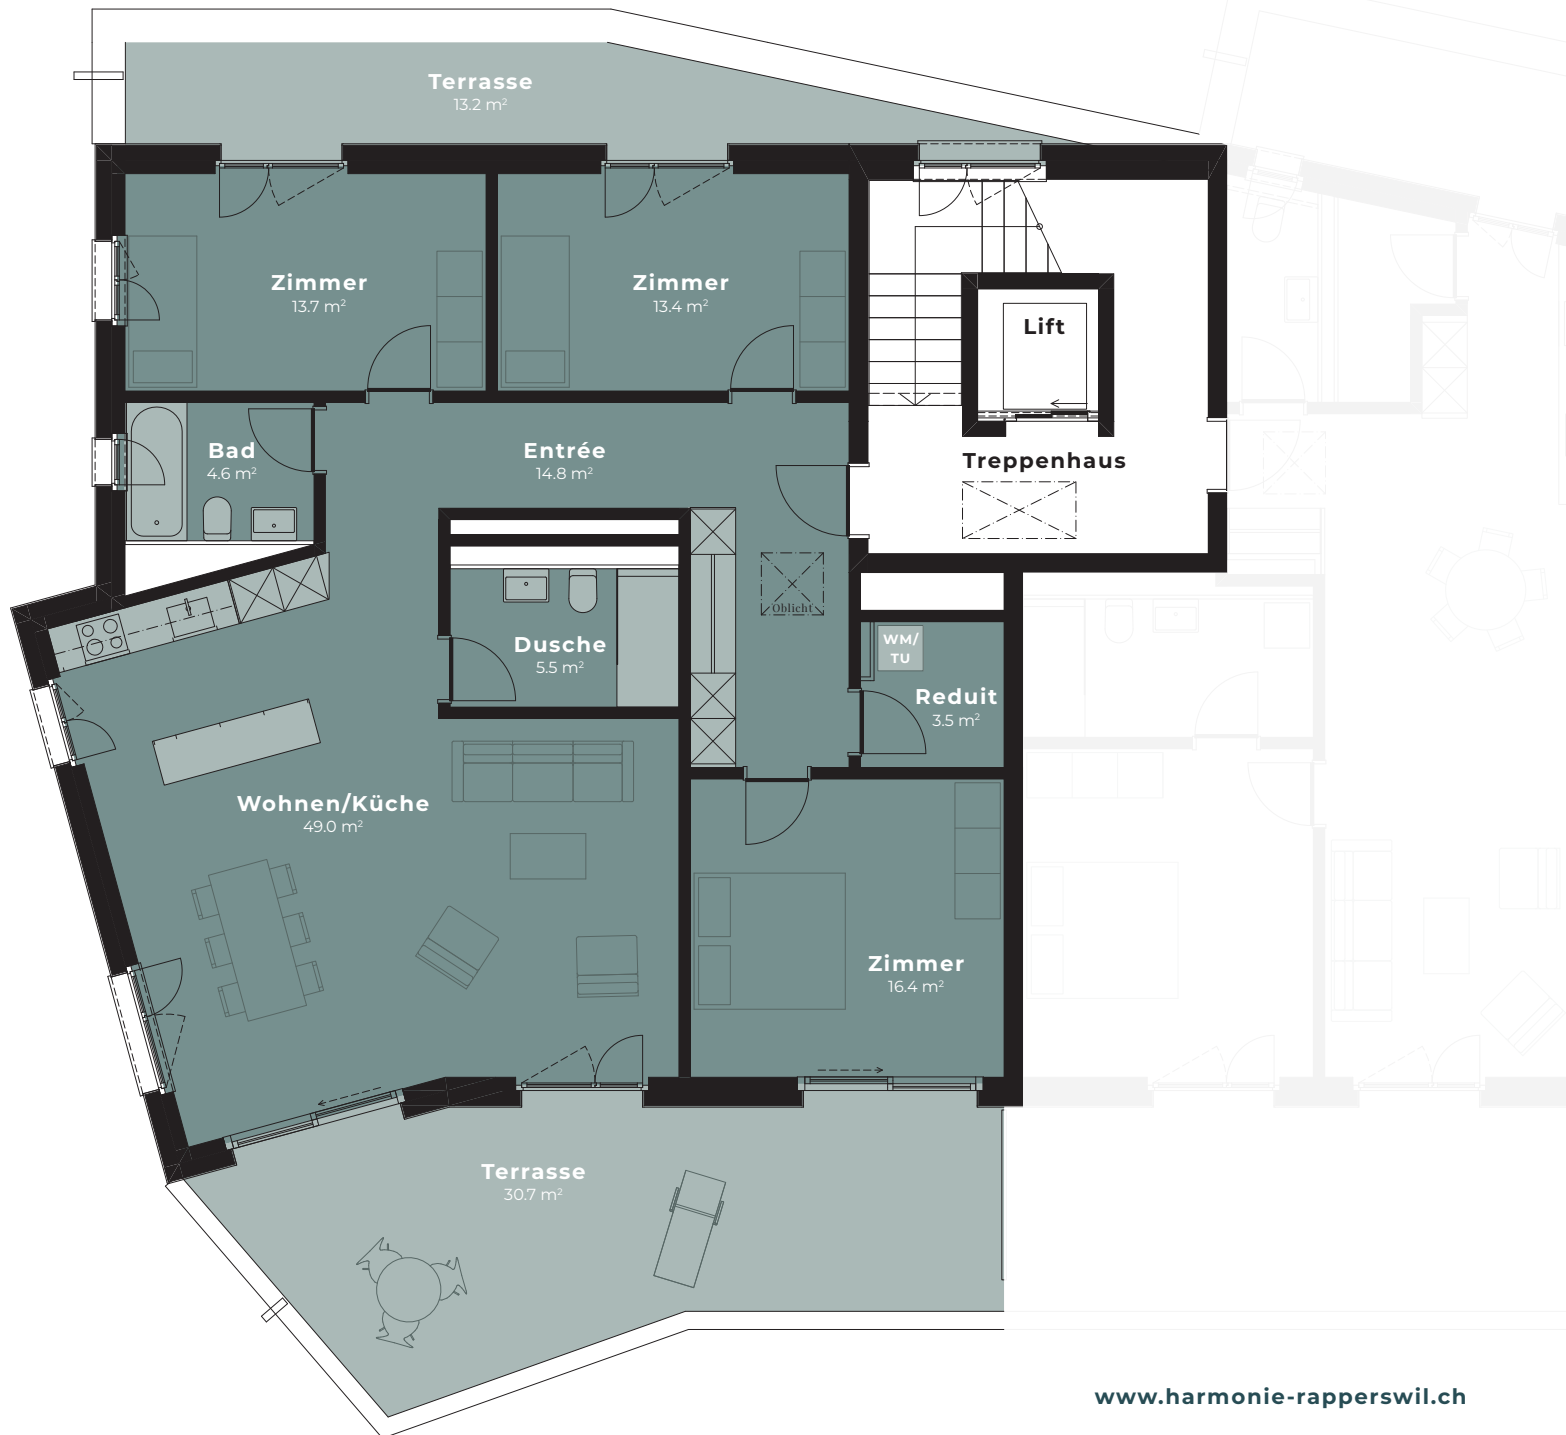 Terrasse
13.2 m²
Zimmer
13.7 m²
Zimmer
13.4 m²
Lift
Bad
4.6 m²
Entrée
14.8 m²
Treppenhaus
Oblicht
Dusche
5.5 m²
WM/
TU
Reduit
3.5 m²
Wohnen/Küche
49.0 m²
Zimmer
16.4 m²
Terrasse
30.7 m²
www.harmonie-rapperswil.ch